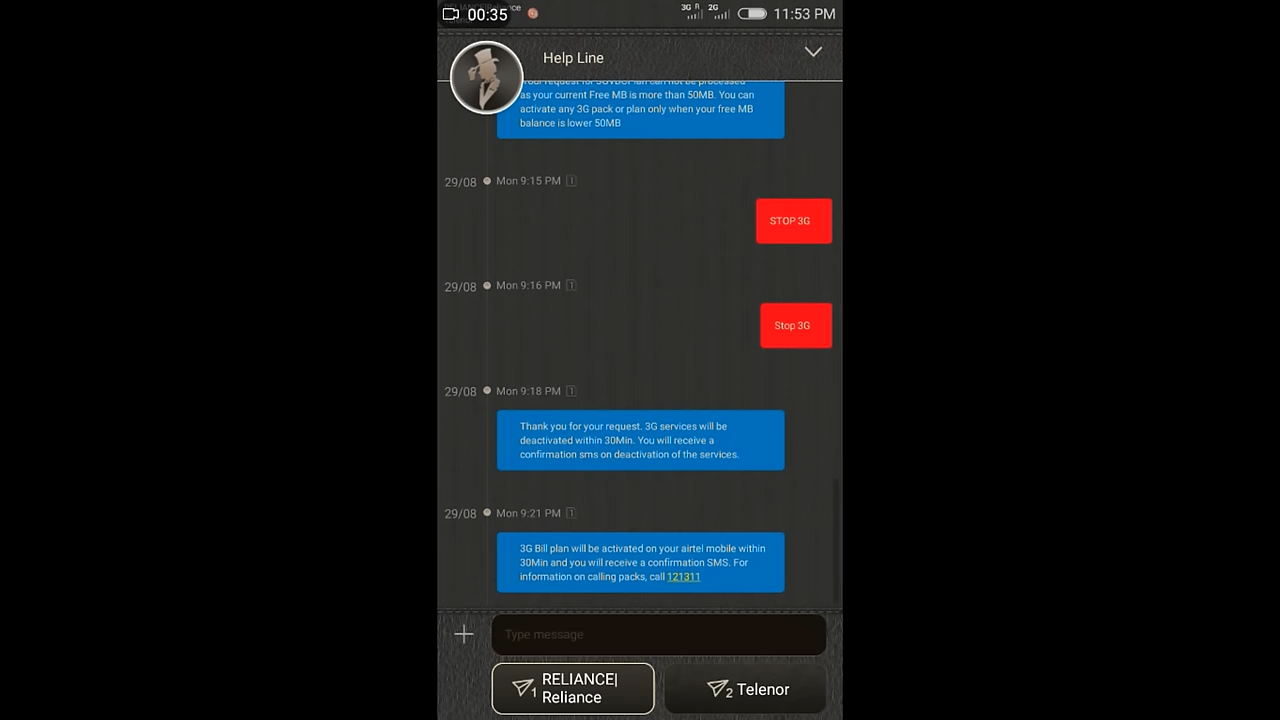 00:35
3G R 2G 11:53 PM
Help Line
as your current Free MB is more than 50MB. You can
activate any 3G pack or plan only when your free MB
balance is lower 50MB
29/08 Mon 9:15 PM 1
STOP 3G
29/08 Mon 9:16 PM 1
Stop 3G
29/08 Mon 9:18 PM 1
Thank you for your request. 3G services will be
deactivated within 30Min. You will receive a
confirmation sms on deactivation of the services.
29/08 Mon 9:21 PM 1
3G Bill plan will be activated on your airtel mobile within
30Min and you will receive a confirmation SMS. For
information on calling packs, call 121311
Type message
1 RELIANCE|
Reliance
2 Telenor